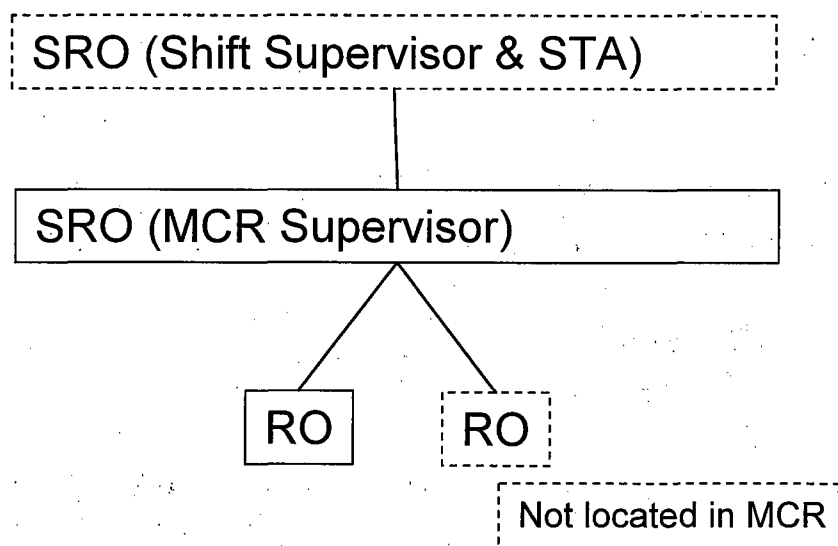 SRO (Shift Supervisor & STA)
SRO (MCR Supervisor)
RO
RO
Not located in MCR